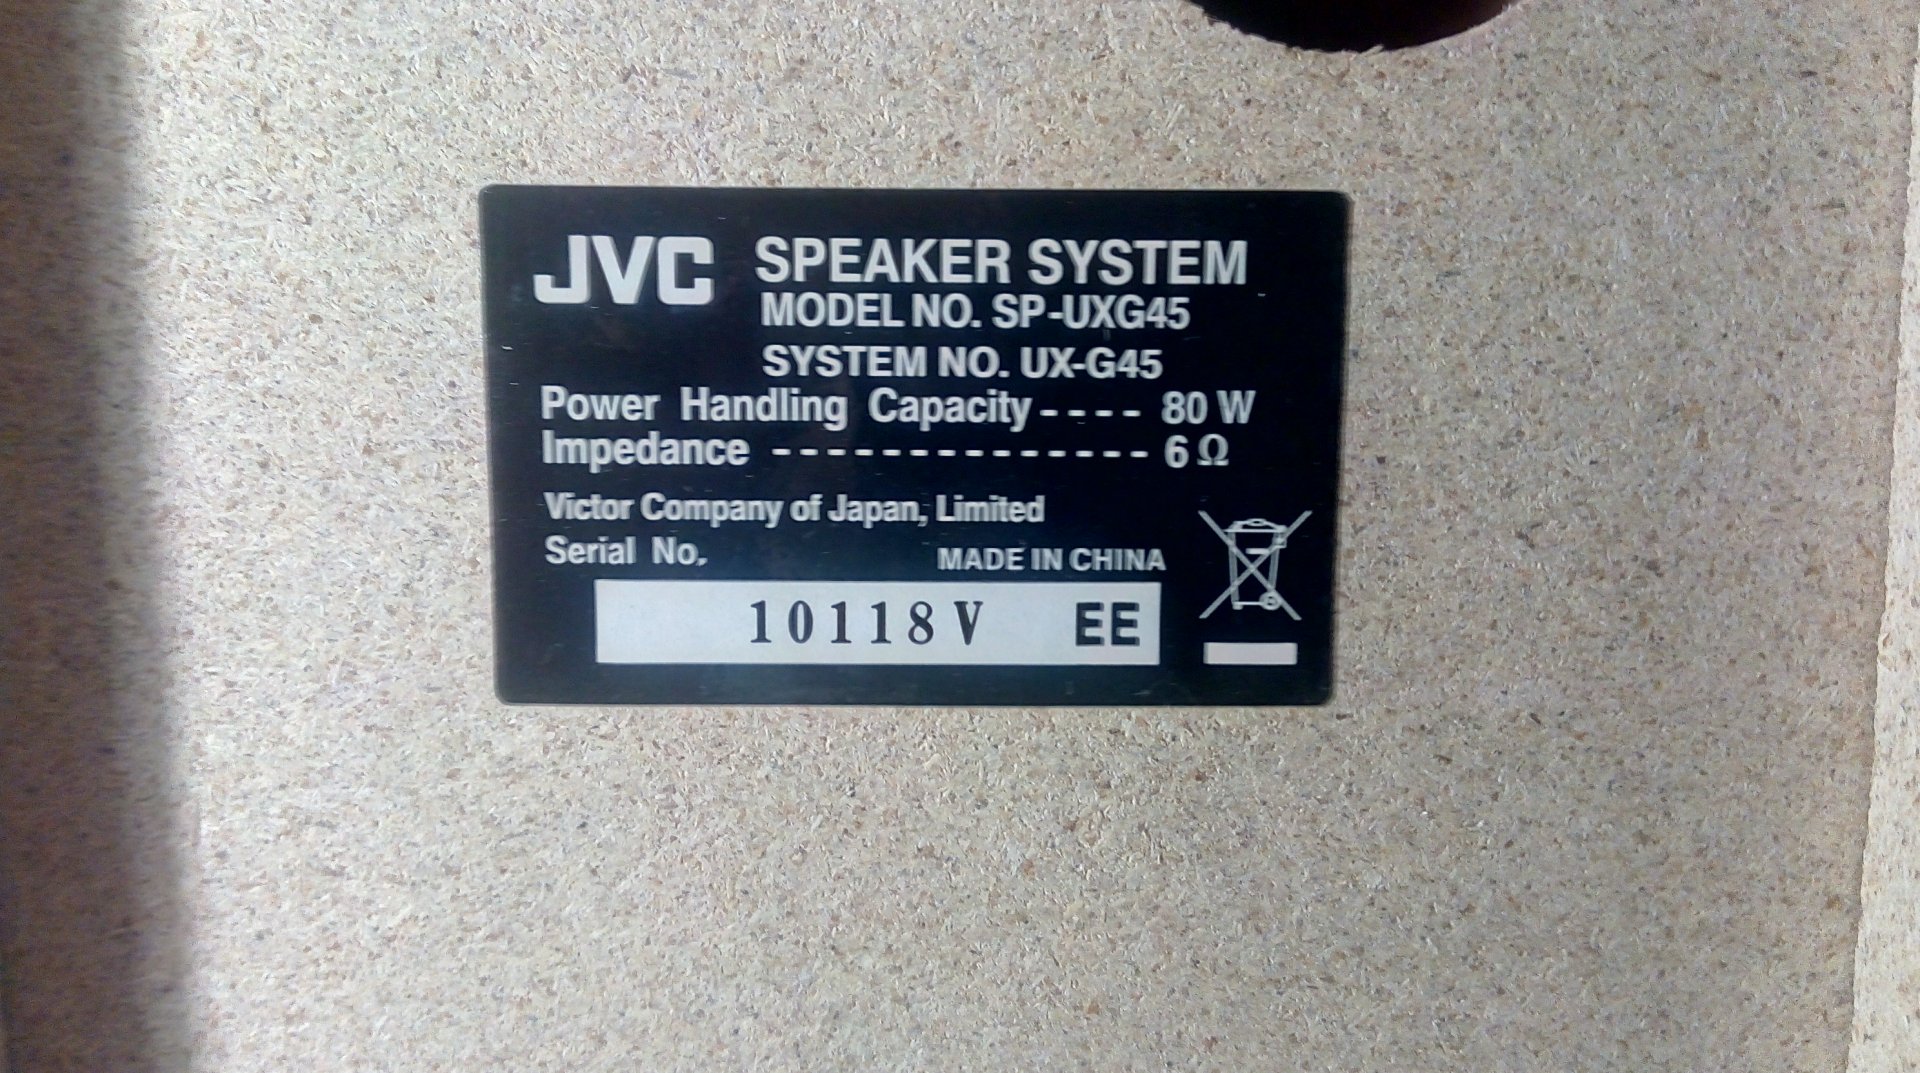 JVC SPEAKER SYSTEM
MODEL NO. SP-UXG45
SYSTEM NO. UX-G45
Power Handling Capacity ---- 80 W
Impedance -------------- 6 Ω
Victor Company of Japan, Limited
Serial No. MADE IN CHINA
10118V EE